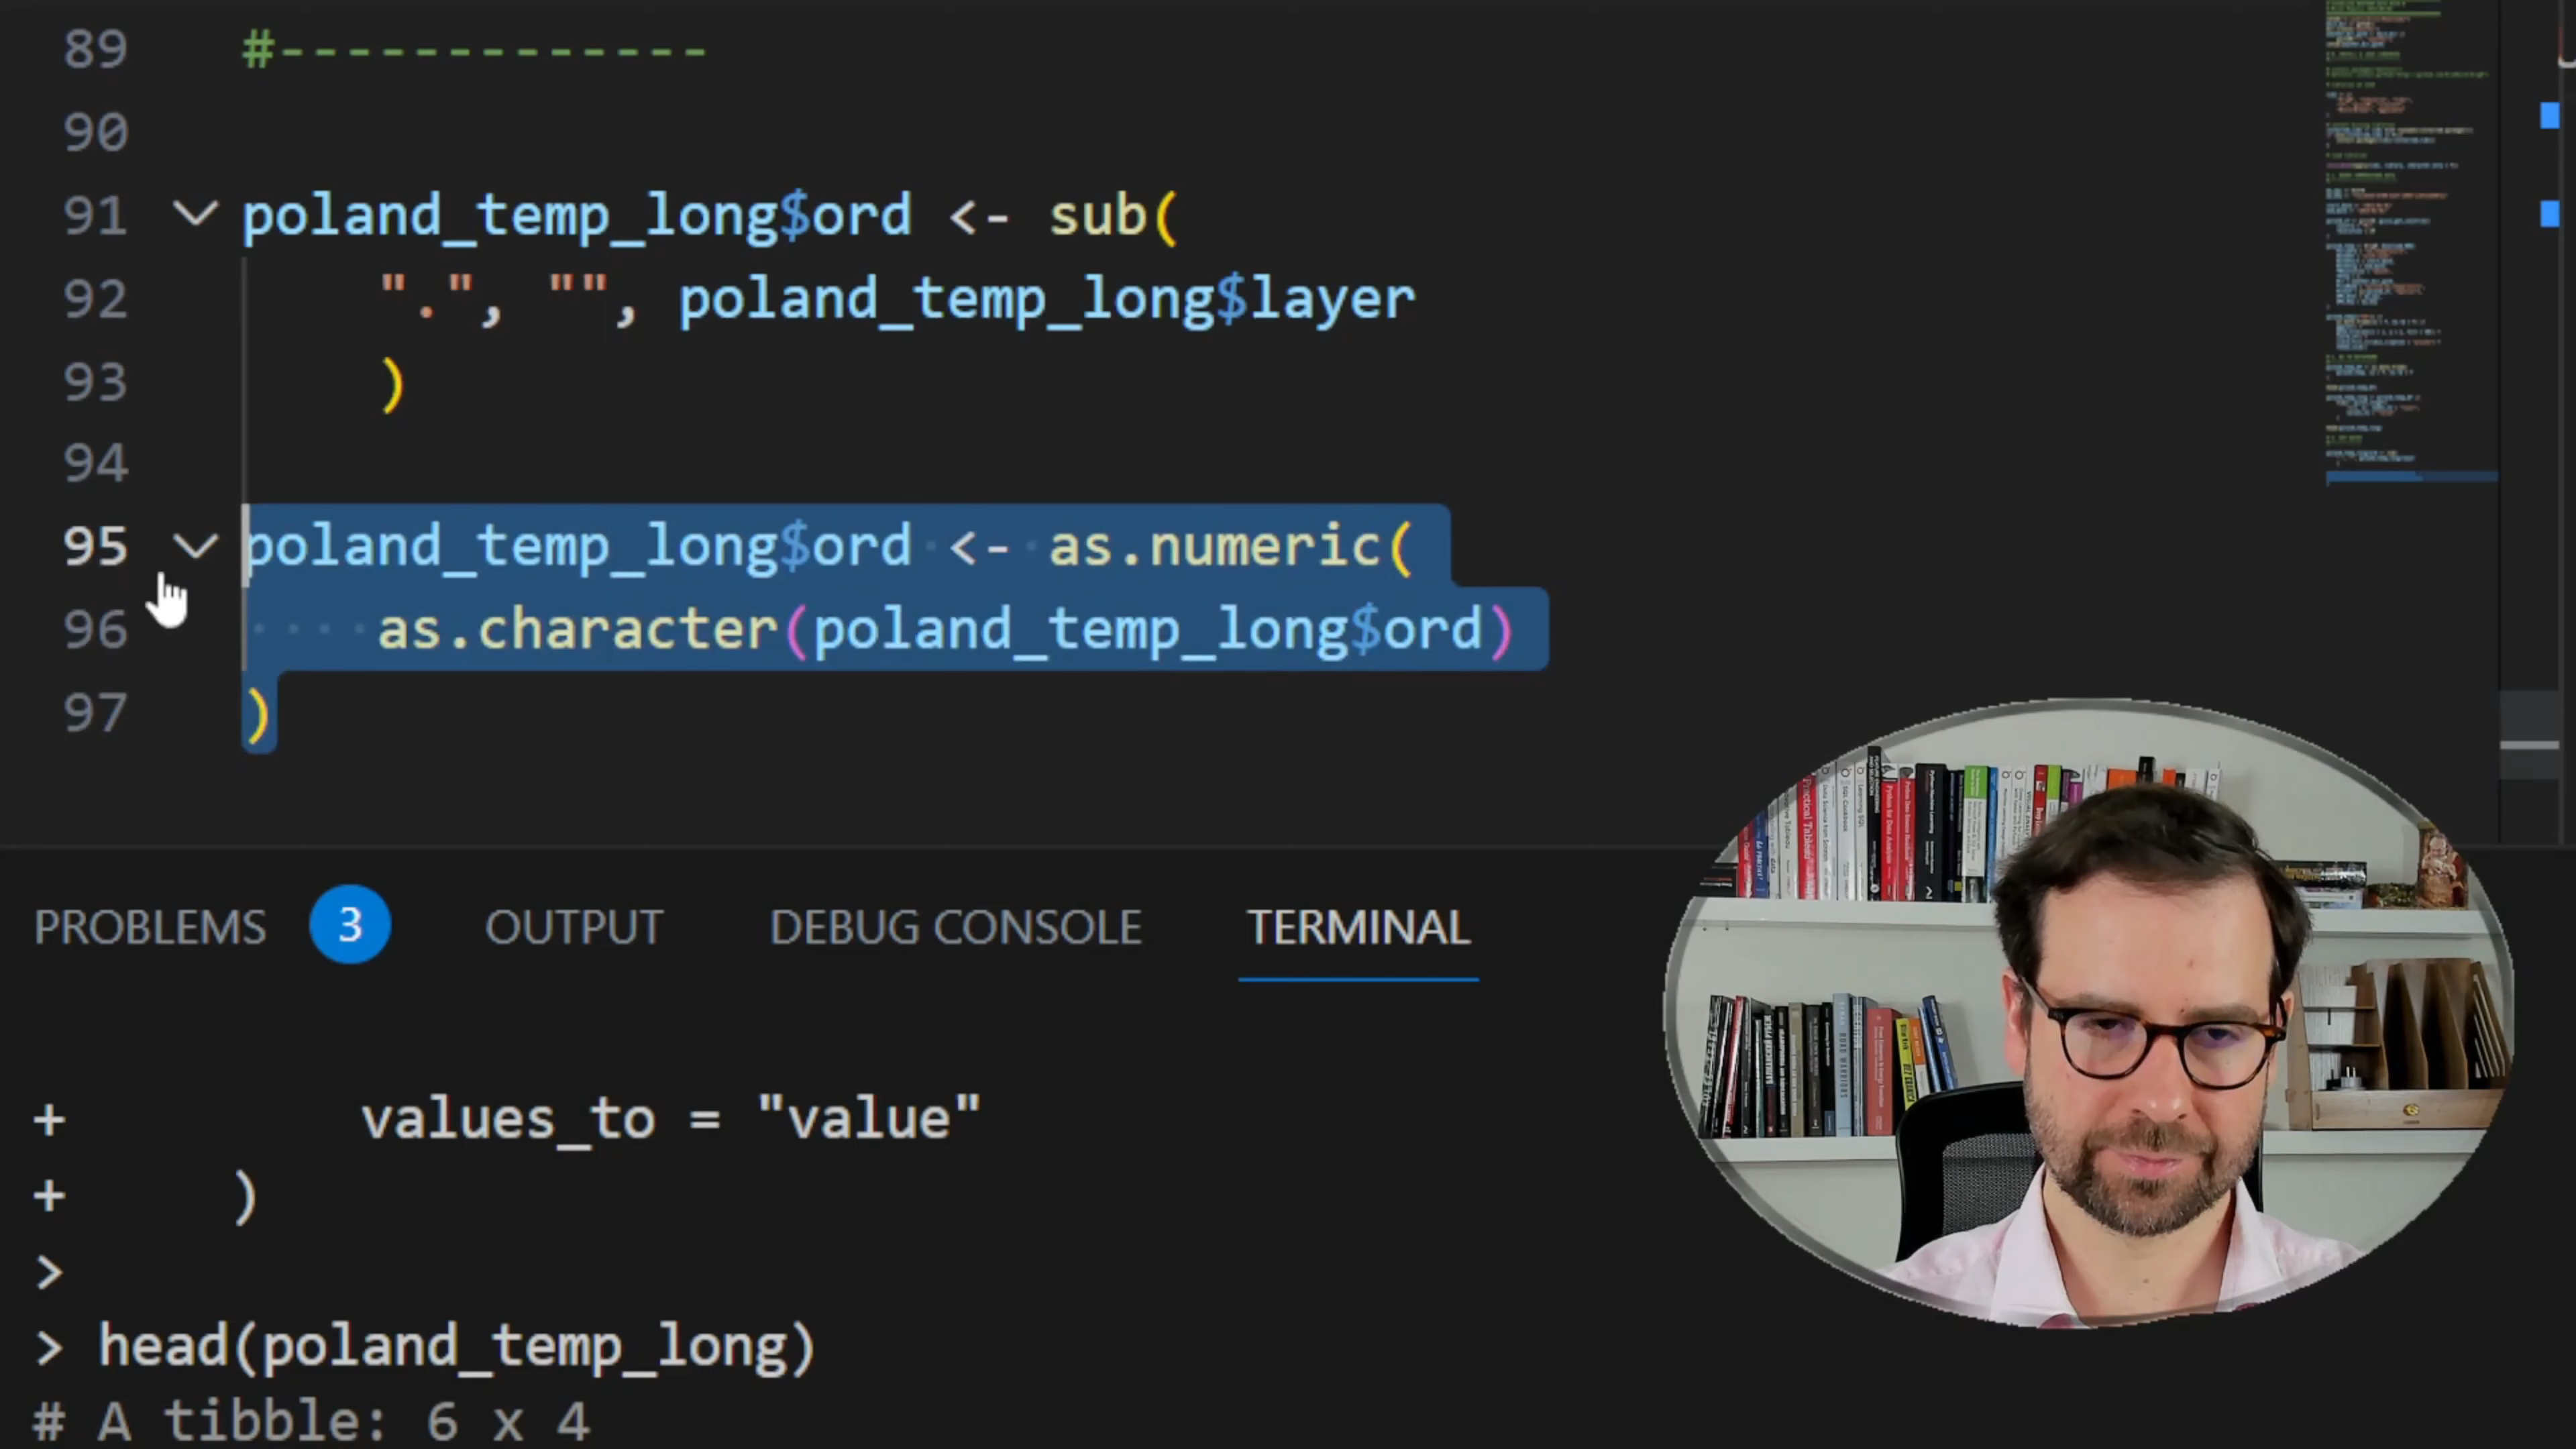 89 #--------------
90
91 poland_temp_long$ord <- sub(
92 ".", "", poland_temp_long$layer
93 )
94
95 poland_temp_long$ord <- as.numeric(
96 as.character(poland_temp_long$ord)
97 )
PROBLEMS 3 OUTPUT DEBUG CONSOLE TERMINAL
+ values_to = "value"
+ )
>
> head(poland_temp_long)
# A tibble: 6 x 4